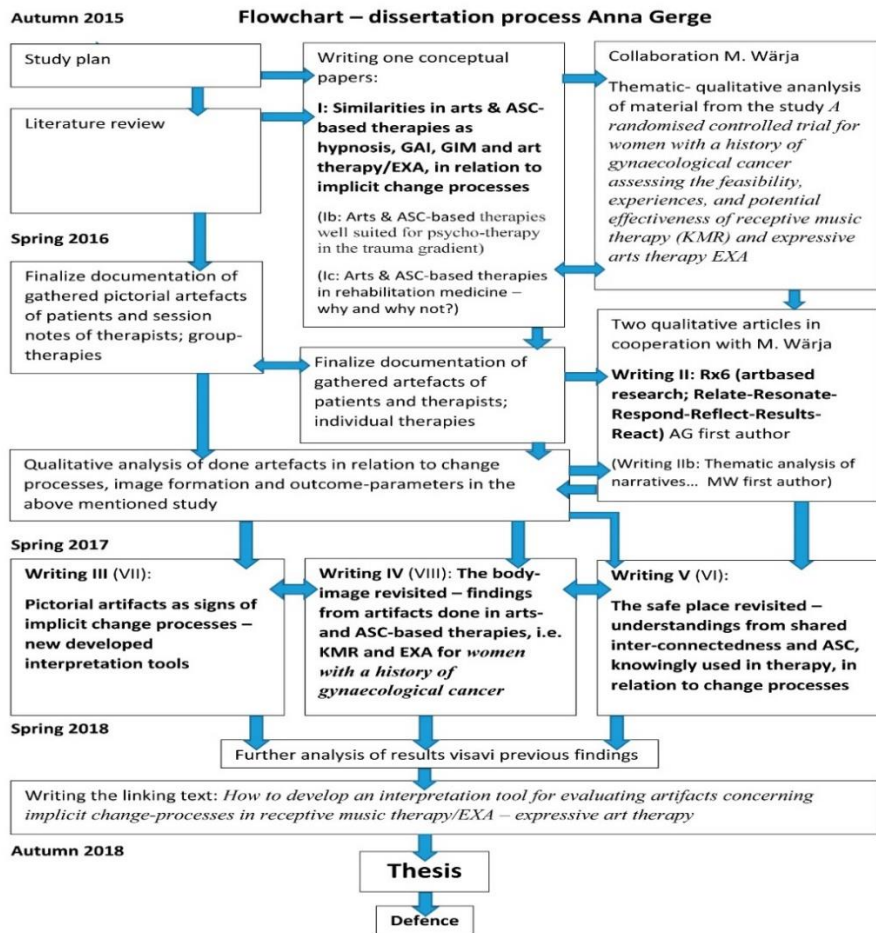 Autumn 2015
Flowchart – dissertation process Anna Gerge
Study plan
Literature review
Writing one conceptual
papers:
I: Similarities in arts & ASC-
based therapies as
hypnosis, GAI, GIM and art
therapy/EXA, in relation to
implicit change processes
(Ib: Arts & ASC-based therapies
well suited for psycho-therapy
in the trauma gradient)
(Ic: Arts & ASC-based therapies
in rehabilitation medicine –
why and why not?)
Collaboration M. Wärja
Thematic- qualitative ananlysis
of material from the study A
randomised controlled trial for
women with a history of
gynaecological cancer
assessing the feasibility,
experiences, and potential
effectiveness of receptive music
therapy (KMR) and expressive
arts therapy EXA
Spring 2016
Finalize documentation of
gathered pictorial artefacts
of patients and session
notes of therapists; group-
therapies
Finalize documentation of
gathered artefacts of
patients and therapists;
individual therapies
Two qualitative articles in
cooperation with M. Wärja
Writing II: Rx6 (artbased
research; Relate-Resonate-
Respond-Reflect-Results-
React) AG first author
(Writing IIb: Thematic analysis of
narratives... MW first author)
Qualitative analysis of done artefacts in relation to change
processes, image formation and outcome-parameters in the
above mentioned study
Spring 2017
Writing III (VII):
Pictorial artifacts as signs of
implicit change processes –
new developed
interpretation tools
Writing IV (VIII): The body-
image revisited – findings
from artifacts done in arts-
and ASC-based therapies, i.e.
KMR and EXA for women
with a history of
gynaecological cancer
Writing V (VI):
The safe place revisited –
understandings from shared
inter-connectedness and ASC,
knowingly used in therapy, in
relation to change processes
Spring 2018
Further analysis of results visavi previous findings
Writing the linking text: How to develop an interpretation tool for evaluating artifacts concerning
implicit change-processes in receptive music therapy/EXA – expressive art therapy
Autumn 2018
Thesis
Defence